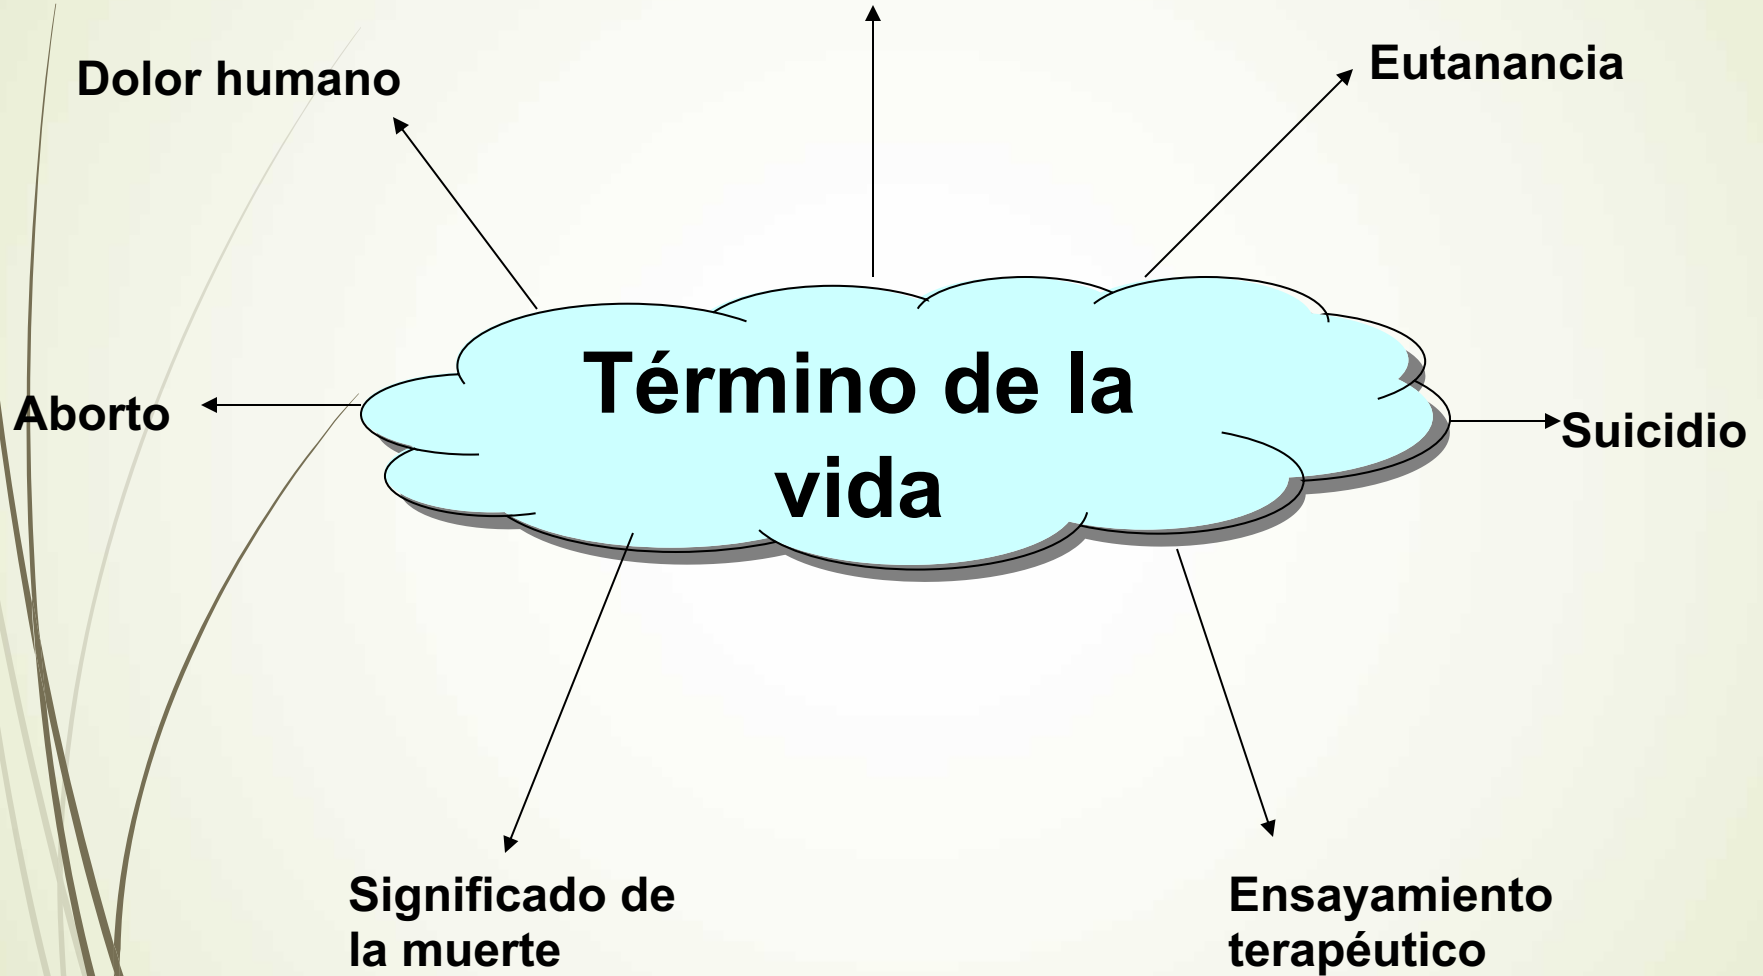 Dolor humano
Eutanancia
Término de la
vida
Aborto
Suicidio
Significado de
la muerte
Ensayamiento
terapéutico